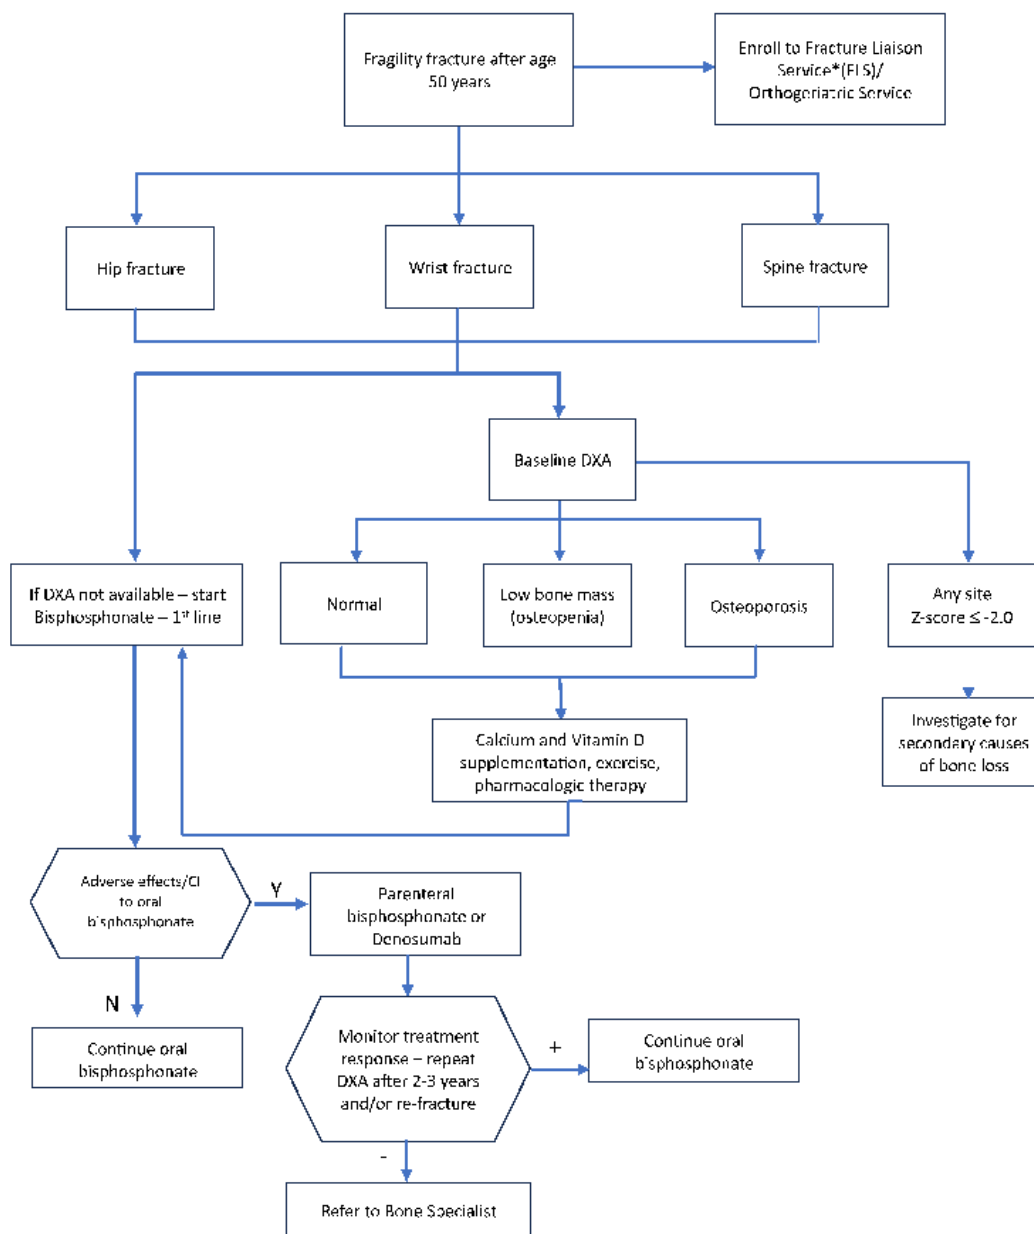 Fragility fracture after age
50 years
Enroll to Fracture Liaison
Service*(FLS)/
Orthogeriatric Service
Hip fracture
Wrist fracture
Spine fracture
Baseline DXA
If DXA not available – start
Bisphosphonate – 1st line
Normal
Low bone mass
(osteopenia)
Osteoporosis
Any site
Z-score ≤ -2.0
Calcium and Vitamin D
supplementation, exercise,
pharmacologic therapy
Investigate for
secondary causes
of bone loss
Adverse effects/CI
to oral
bisphosphonate
Y
Parenteral
bisphosphonate or
Denosumab
N
Continue oral
bisphosphonate
Monitor treatment
response – repeat
DXA after 2-3 years
and/or re-fracture
+
Continue oral
bisphosphonate
-
Refer to Bone Specialist